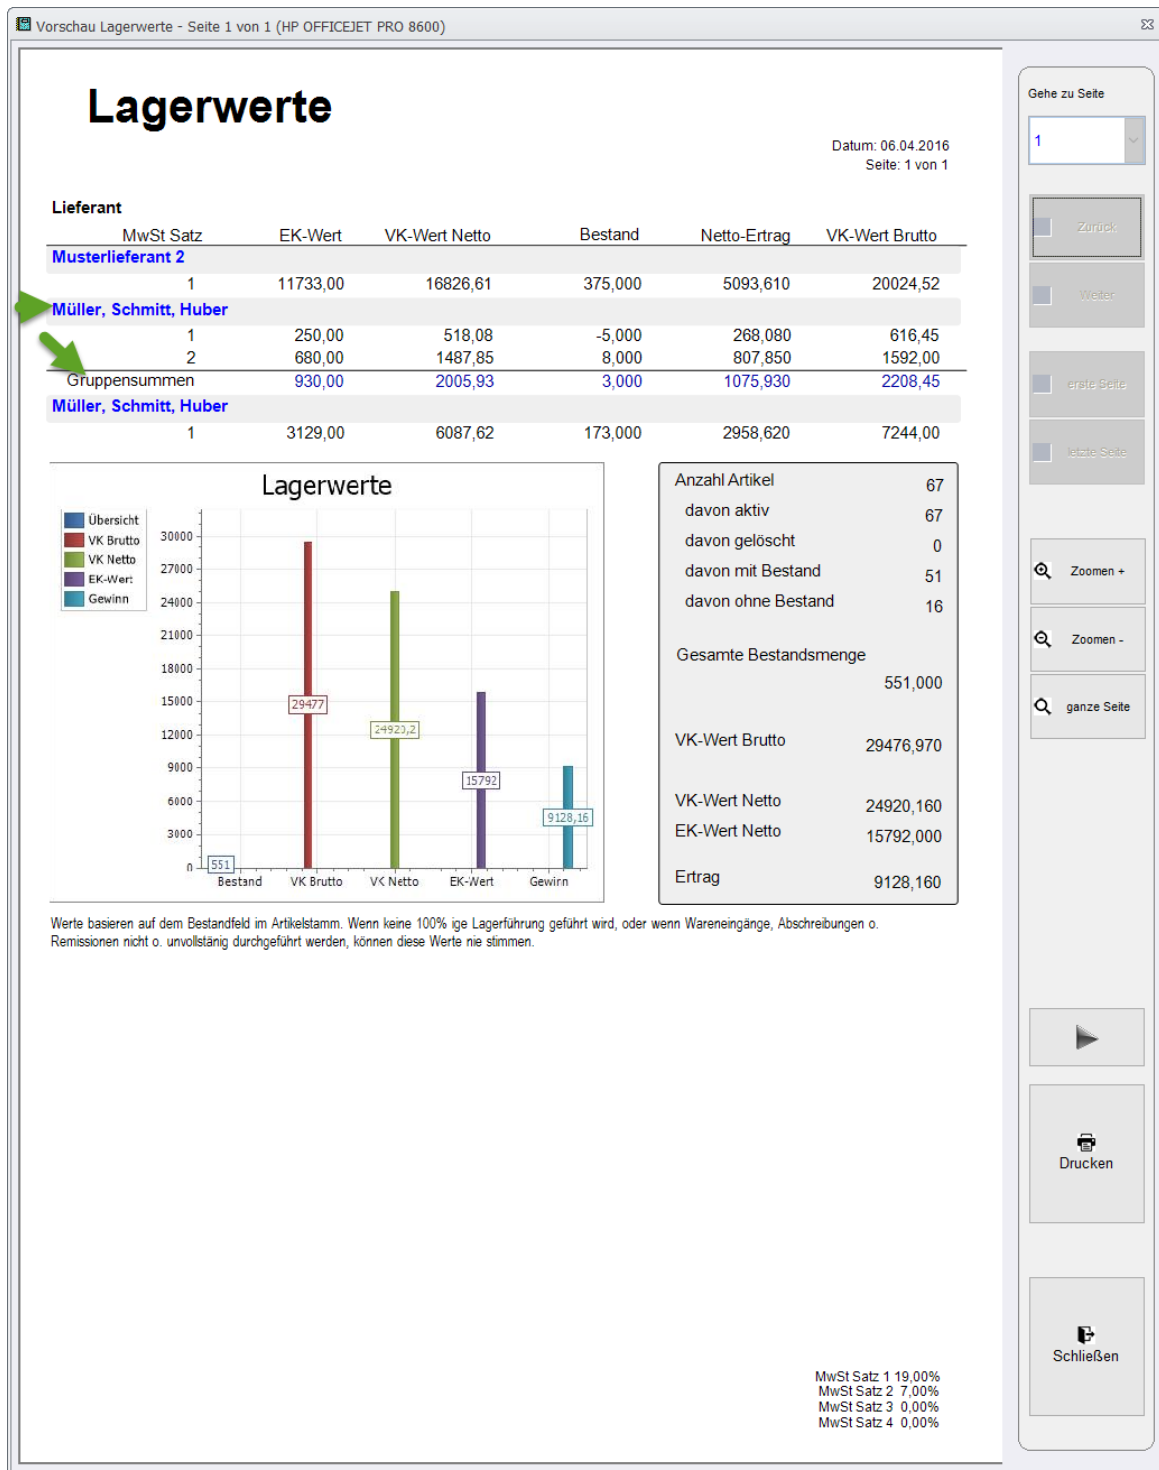 Vorschau Lagerwerte - Seite 1 von 1 (HP OFFICEJET PRO 8600)
Lagerwerte
Datum: 06.04.2016
Seite: 1 von 1
Lieferant
MwSt Satz EK-Wert VK-Wert Netto Bestand Netto-Ertrag VK-Wert Brutto
Musterlieferant 2
1 11733,00 16826,61 375,000 5093,610 20024,52
Müller, Schmitt, Huber
1 250,00 518,08 -5,000 268,080 616,45
2 680,00 1487,85 8,000 807,850 1592,00
Gruppensummen 930,00 2005,93 3,000 1075,930 2208,45
Müller, Schmitt, Huber
1 3129,00 6087,62 173,000 2958,620 7244,00
Lagerwerte
Übersicht
VK Brutto
VK Netto
EK-Wert
Gewinn
30000
27000
24000
21000
18000
15000
12000
9000
6000
3000
0
551
29477
24920,2
15792
9128,16
Bestand VK Brutto VK Netto EK-Wert Gewinn
Anzahl Artikel 67
davon aktiv 67
davon gelöscht 0
davon mit Bestand 51
davon ohne Bestand 16
Gesamte Bestandsmenge
551,000
VK-Wert Brutto 29476,970
VK-Wert Netto 24920,160
EK-Wert Netto 15792,000
Ertrag 9128,160
Werte basieren auf dem Bestandfeld im Artikelstamm. Wenn keine 100% ige Lagerführung geführt wird, oder wenn Wareneingänge, Abschreibungen o.
Remissionen nicht o. unvollstänig durchgeführt werden, können diese Werte nie stimmen.
MwSt Satz 1 19,00%
MwSt Satz 2 7,00%
MwSt Satz 3 0,00%
MwSt Satz 4 0,00%
Gehe zu Seite
1
Zurück
Weiter
erste Seite
letzte Seite
Zoomen +
Zoomen -
ganze Seite
Drucken
Schließen